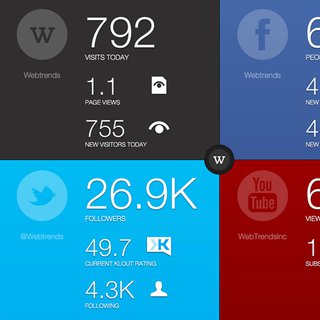 W
792
VISITS TODAY
Webtrends
1.1
PAGE VIEWS
755
NEW VISITORS TODAY
f
6
PEO
Webtrends
4
NEW
4
W
26.9K
FOLLOWERS
@Webtrends
49.7
CURRENT KLOUT RATING
K
4.3K
FOLLOWING
You
Tube
6
VIEW
WebTrendsInc
1
SUBS